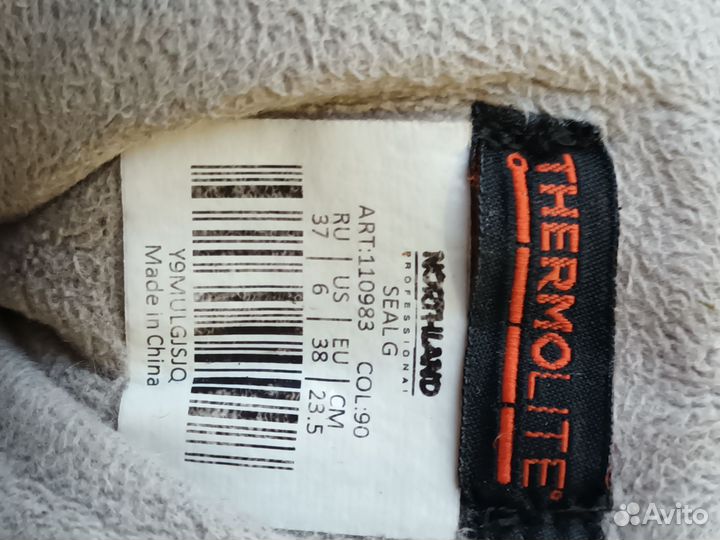 THERMOLITE
NORTHLAND
PROFESSIONAL
SEAL G
ART:110983 COL:90
RU | US | EU | CM
37 | 6 | 38 | 23.5
Y9MULGJSJQ
Made in China
Avito